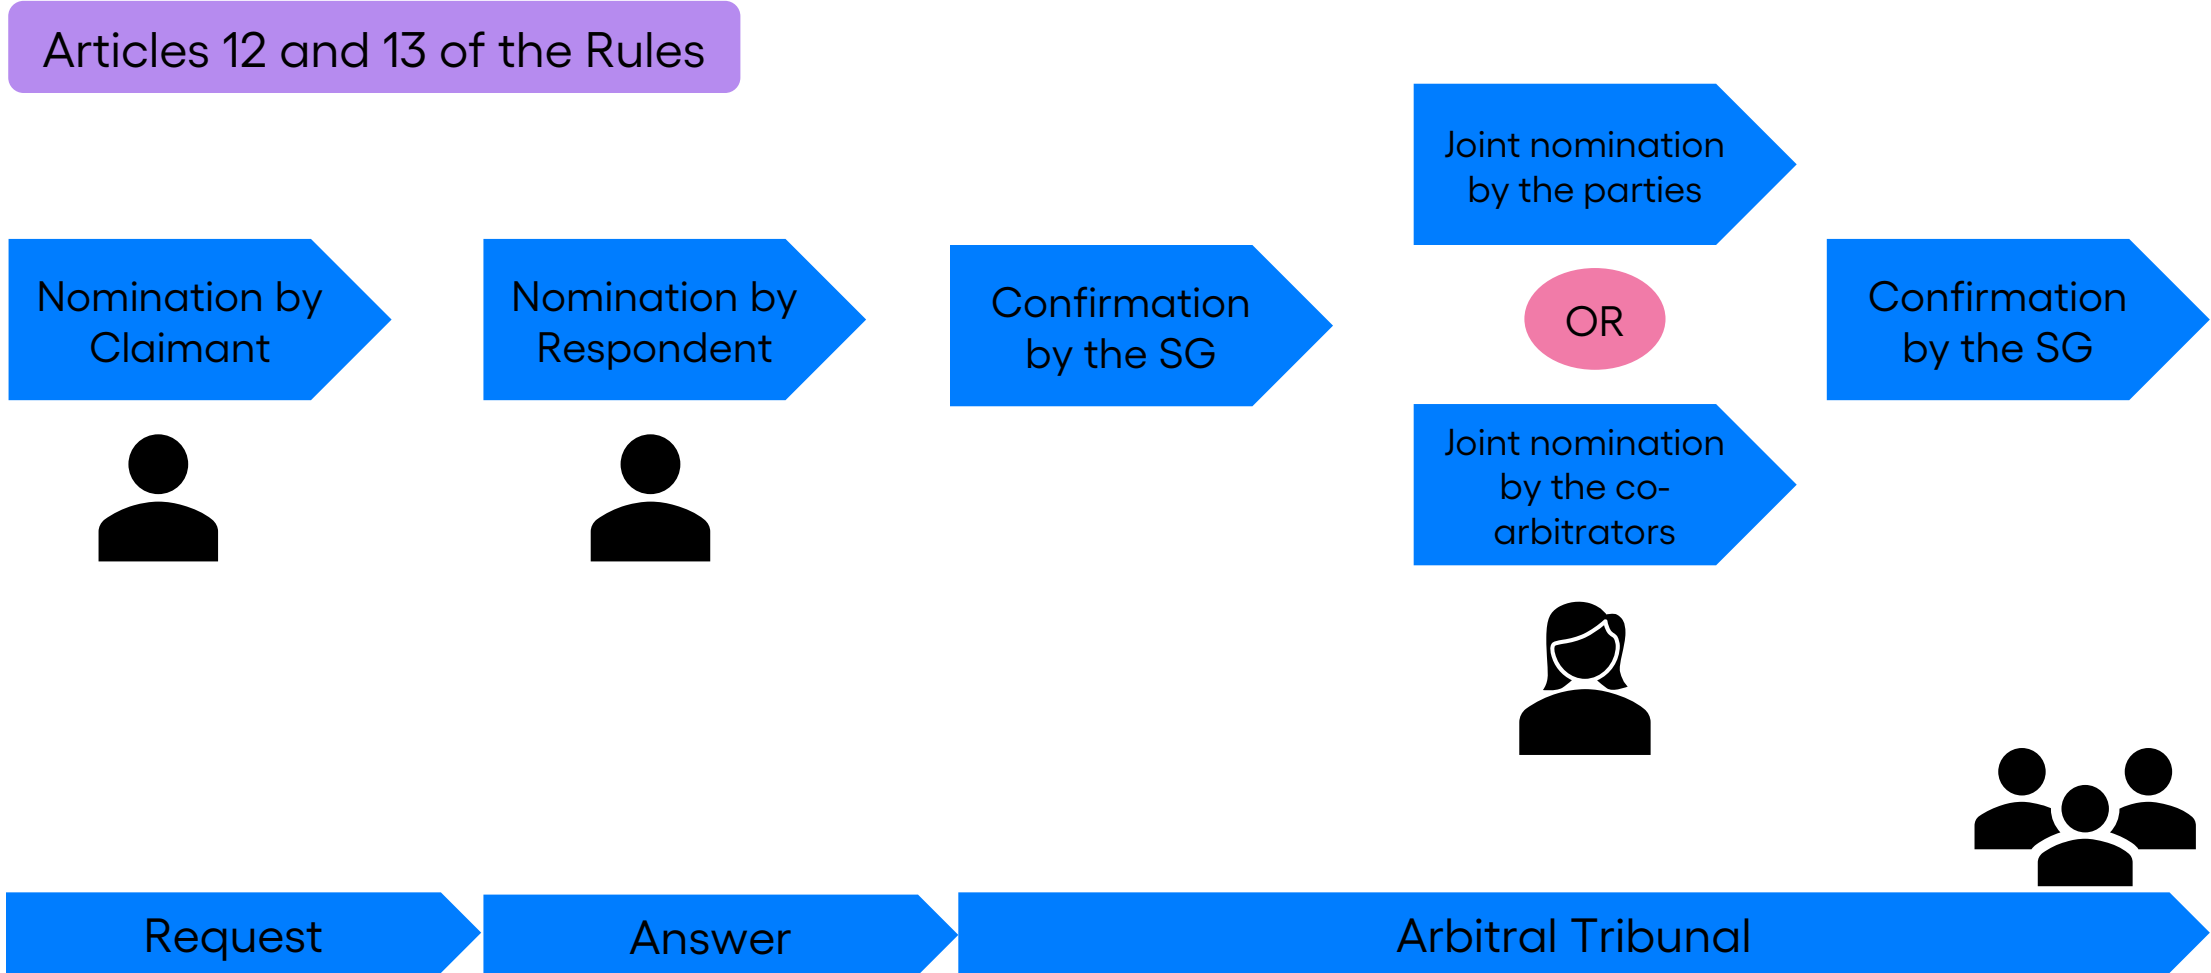 Articles 12 and 13 of the Rules
Nomination by
Claimant
Nomination by
Respondent
Confirmation
by the SG
Joint nomination
by the parties
OR
Joint nomination
by the co-
arbitrators
Confirmation
by the SG
Request
Answer
Arbitral Tribunal